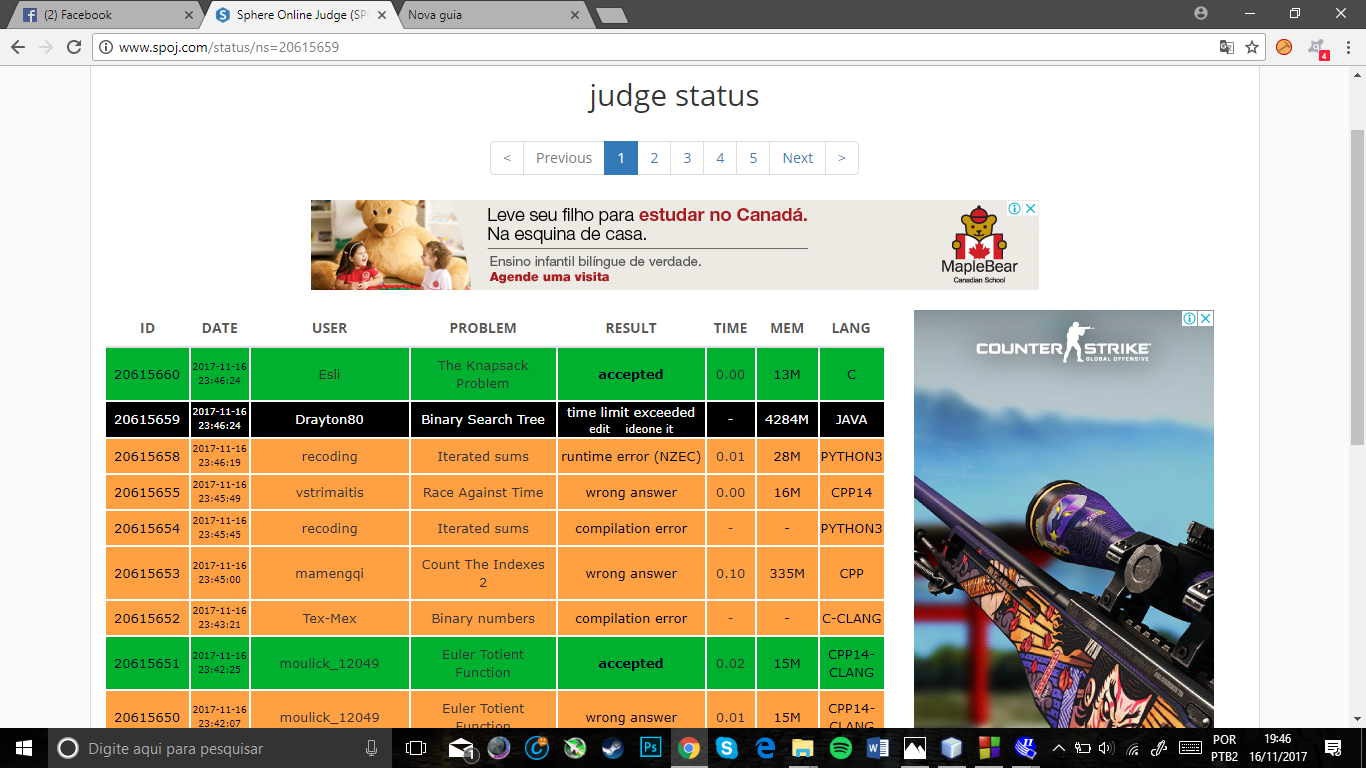 (2) Facebook
Sphere Online Judge (SPO
Nova guia
www.spoj.com/status/ns=20615659
4
judge status
< Previous 1 2 3 4 5 Next >
Leve seu filho para estudar no Canadá.
Na esquina de casa.
Ensino infantil bilíngue de verdade.
Agende uma visita
MapleBear
Canadian School
ID DATE USER PROBLEM RESULT TIME MEM LANG
20615660 2017-11-16 23:46:24 Esli The Knapsack Problem accepted 0.00 13M C
20615659 2017-11-16 23:46:24 Drayton80 Binary Search Tree time limit exceeded edit ideone it - 4284M JAVA
20615658 2017-11-16 23:46:19 recoding Iterated sums runtime error (NZEC) 0.01 28M PYTHON3
20615655 2017-11-16 23:45:49 vstrimaitis Race Against Time wrong answer 0.00 16M CPP14
20615654 2017-11-16 23:45:45 recoding Iterated sums compilation error - - PYTHON3
20615653 2017-11-16 23:45:00 mamengqi Count The Indexes 2 wrong answer 0.10 335M CPP
20615652 2017-11-16 23:43:21 Tex-Mex Binary numbers compilation error - - C-CLANG
20615651 2017-11-16 23:42:25 moulick_12049 Euler Totient Function accepted 0.02 15M CPP14-CLANG
20615650 2017-11-16 23:42:07 moulick_12049 Euler Totient Function wrong answer 0.01 15M CPP14-CLANG
COUNTER STRIKE
GLOBAL OFFENSIVE
Digite aqui para pesquisar
1
Ps
POR
PTB2
19:46
16/11/2017